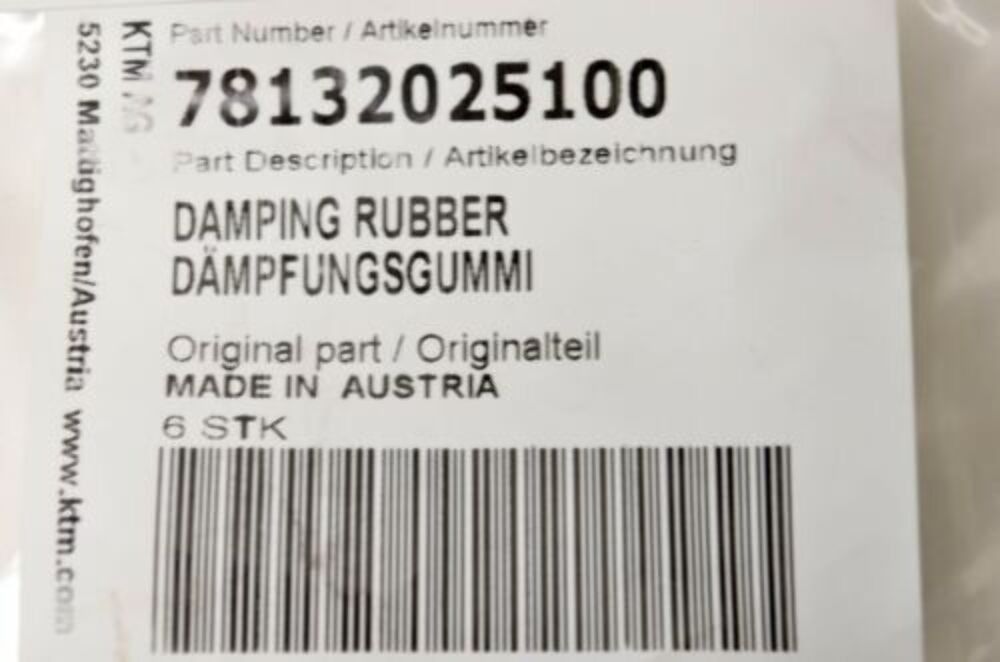 Part Number / Artikelnummer
78132025100
Part Description / Artikelbezeichnung
DAMPING RUBBER
DÄMPFUNGSGUMMI
Original part / Originalteil
MADE IN AUSTRIA
6 STK
KTM AG
5230 Mattighofen/Austria www.ktm.com